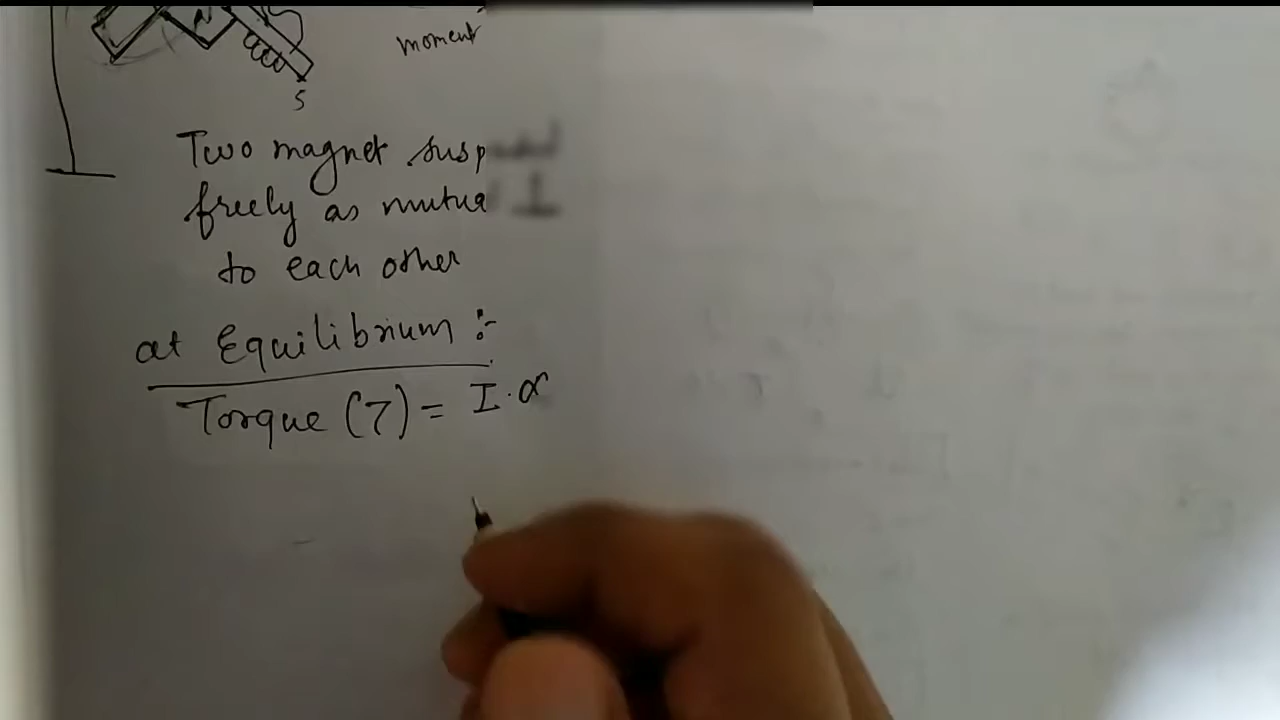 N
moment
S
Two magnet susp
freely as mutua
to each other
at Equilibrium :-
Torque (τ) = I.α